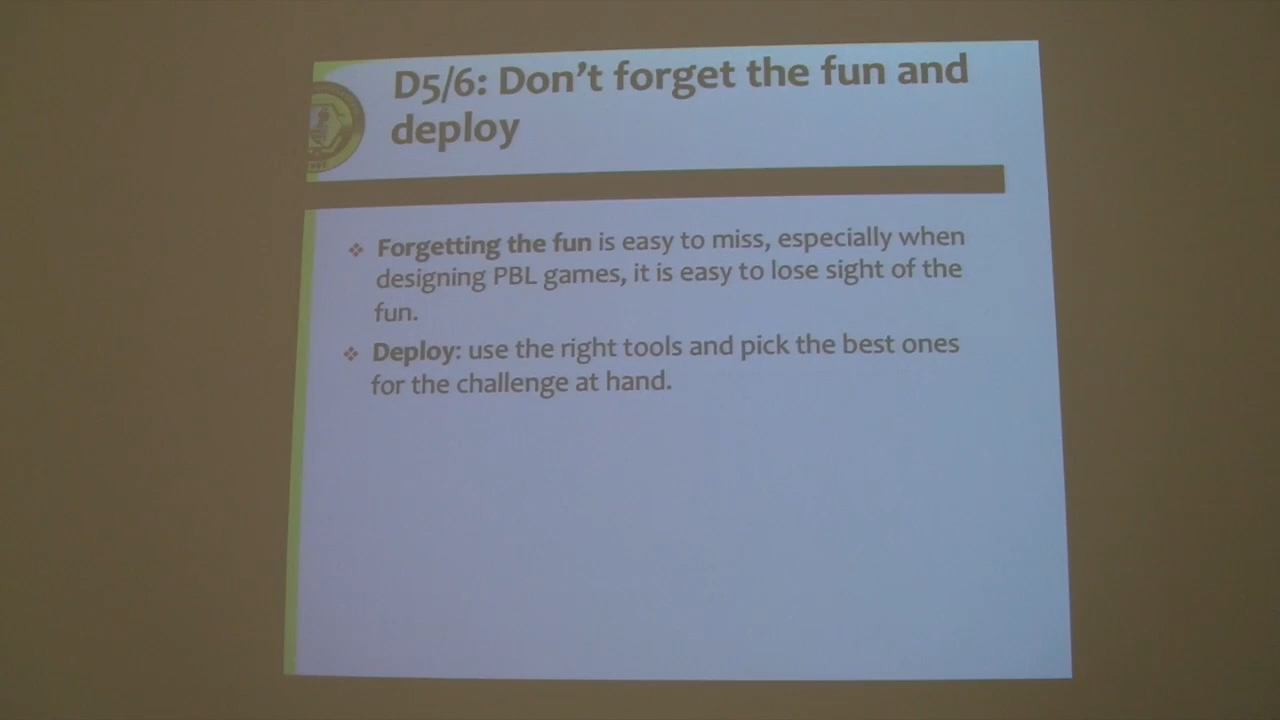 D5/6: Don't forget the fun and
deploy
❖ Forgetting the fun is easy to miss, especially when
designing PBL games, it is easy to lose sight of the
fun.
❖ Deploy: use the right tools and pick the best ones
for the challenge at hand.